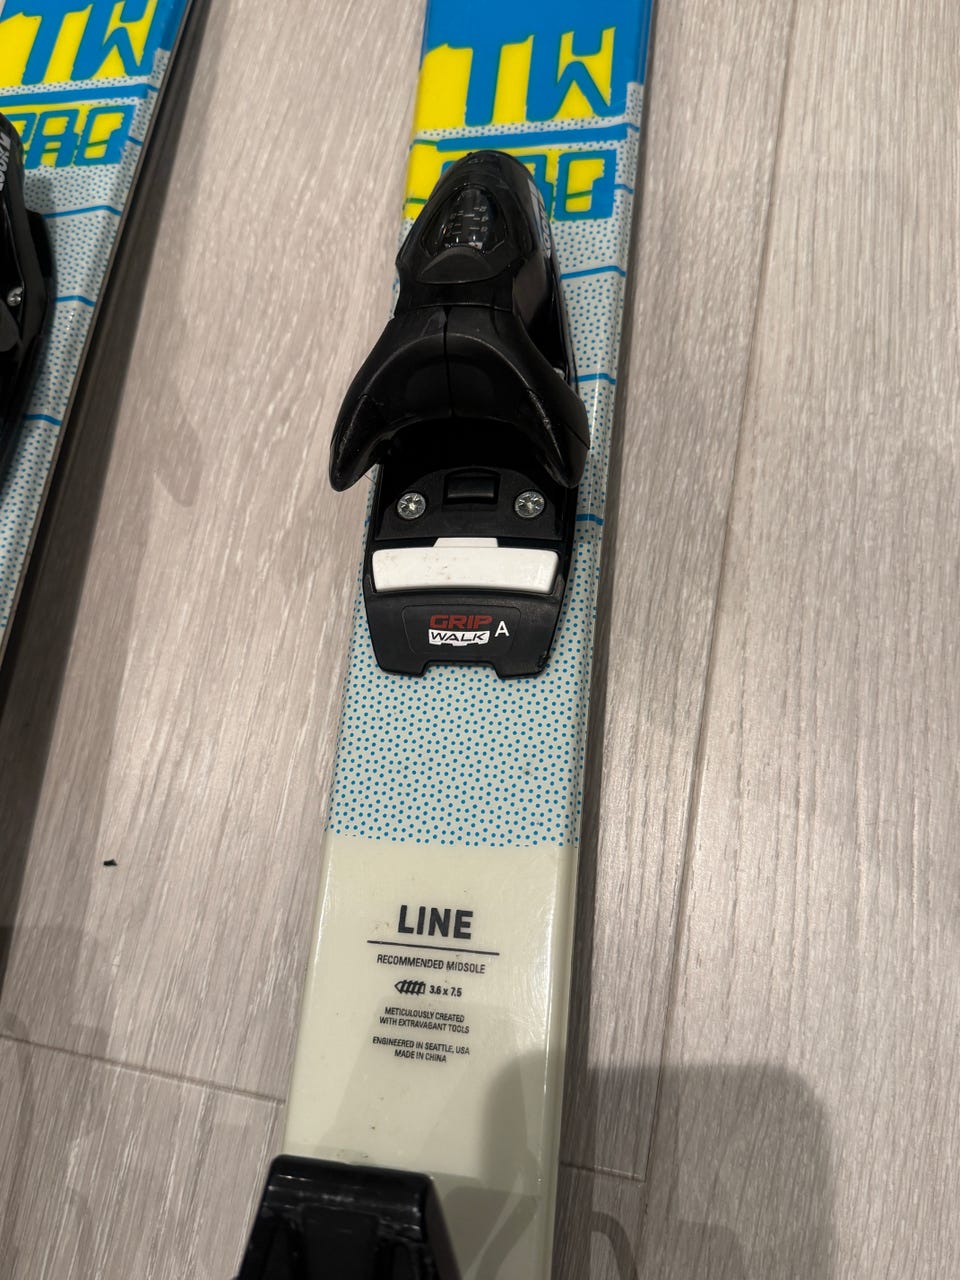 LOOK
GRIP
WALK A
LINE
RECOMMENDED MIDSOLE
3.6 x 7.5
METICULOUSLY CREATED
WITH EXTRAVAGANT TOOLS
ENGINEERED IN SEATTLE, USA
MADE IN CHINA